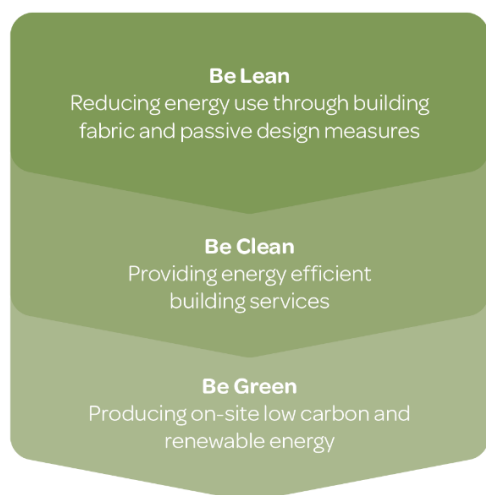 Be Lean
Reducing energy use through building
fabric and passive design measures
Be Clean
Providing energy efficient
building services
Be Green
Producing on-site low carbon and
renewable energy